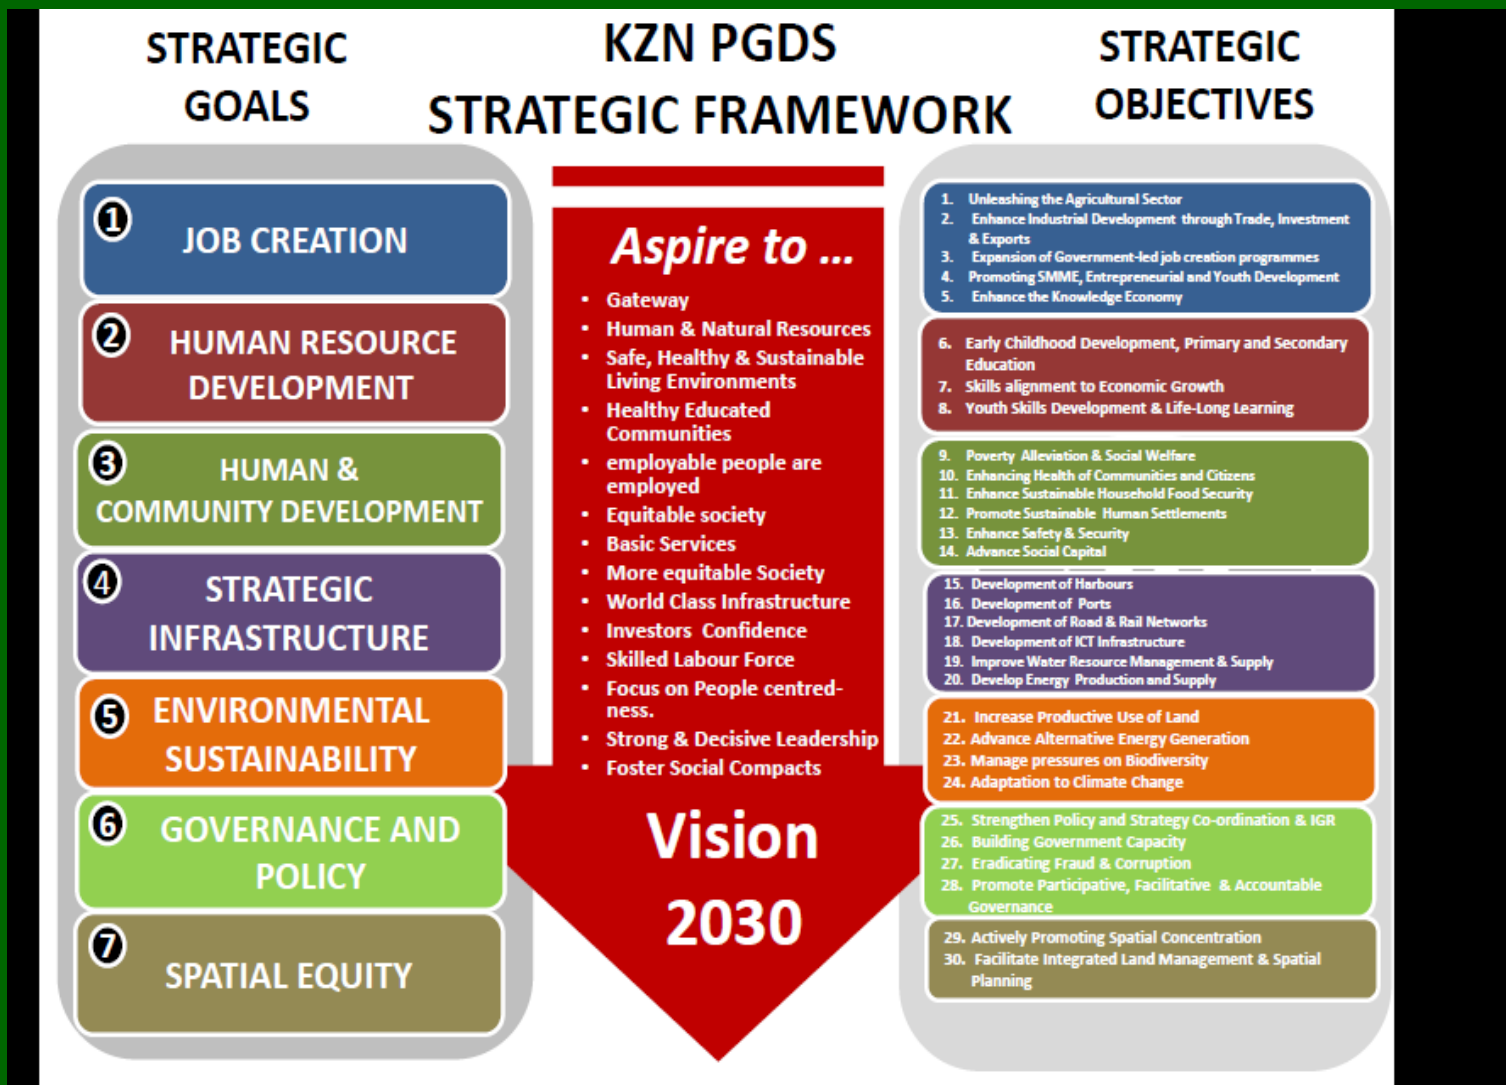 STRATEGIC
GOALS
KZN PGDS
STRATEGIC FRAMEWORK
STRATEGIC
OBJECTIVES
1
JOB CREATION
2
HUMAN RESOURCE
DEVELOPMENT
3
HUMAN &
COMMUNITY DEVELOPMENT
4
STRATEGIC
INFRASTRUCTURE
5
ENVIRONMENTAL
SUSTAINABILITY
6
GOVERNANCE AND
POLICY
7
SPATIAL EQUITY
Aspire to ...
• Gateway
• Human & Natural Resources
• Safe, Healthy & Sustainable
Living Environments
• Healthy Educated
Communities
• employable people are
employed
• Equitable society
• Basic Services
• More equitable Society
• World Class Infrastructure
• Investors Confidence
• Skilled Labour Force
• Focus on People centred-
ness.
• Strong & Decisive Leadership
• Foster Social Compacts
Vision
2030
1. Unleashing the Agricultural Sector
2. Enhance Industrial Development through Trade, Investment
& Exports
3. Expansion of Government-led job creation programmes
4. Promoting SMME, Entrepreneurial and Youth Development
5. Enhance the Knowledge Economy
6. Early Childhood Development, Primary and Secondary
Education
7. Skills alignment to Economic Growth
8. Youth Skills Development & Life-Long Learning
9. Poverty Alleviation & Social Welfare
10. Enhancing Health of Communities and Citizens
11. Enhance Sustainable Household Food Security
12. Promote Sustainable Human Settlements
13. Enhance Safety & Security
14. Advance Social Capital
15. Development of Harbours
16. Development of Ports
17. Development of Road & Rail Networks
18. Development of ICT Infrastructure
19. Improve Water Resource Management & Supply
20. Develop Energy Production and Supply
21. Increase Productive Use of Land
22. Advance Alternative Energy Generation
23. Manage pressures on Biodiversity
24. Adaptation to Climate Change
25. Strengthen Policy and Strategy Co-ordination & IGR
26. Building Government Capacity
27. Eradicating Fraud & Corruption
28. Promote Participative, Facilitative & Accountable
Governance
29. Actively Promoting Spatial Concentration
30. Facilitate Integrated Land Management & Spatial
Planning